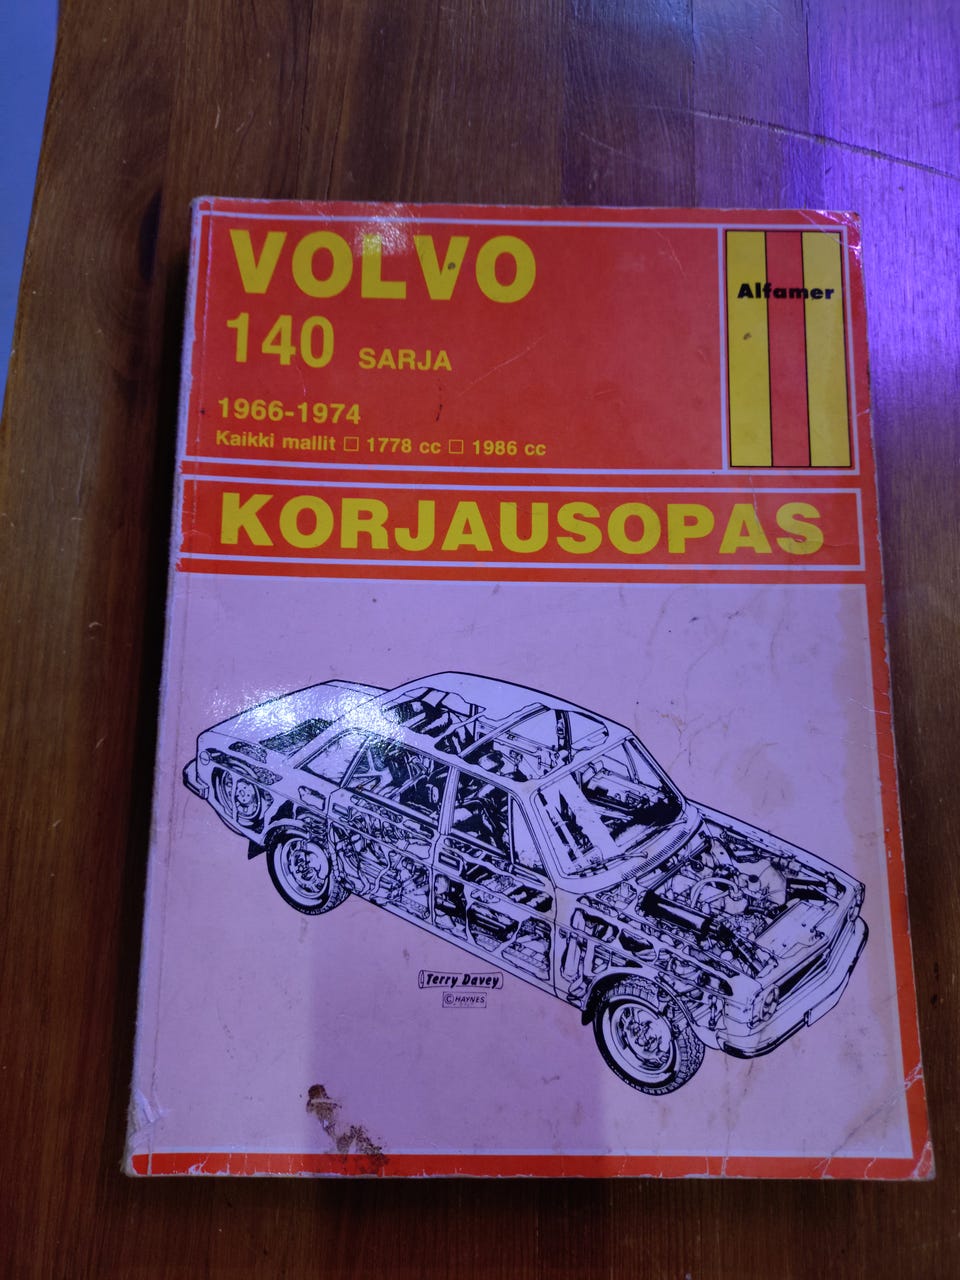 VOLVO
140 SARJA
1966-1974
Kaikki mallit □ 1778 cc □ 1986 cc
Alfamer
KORJAUSOPAS
Terry Davey
© HAYNES